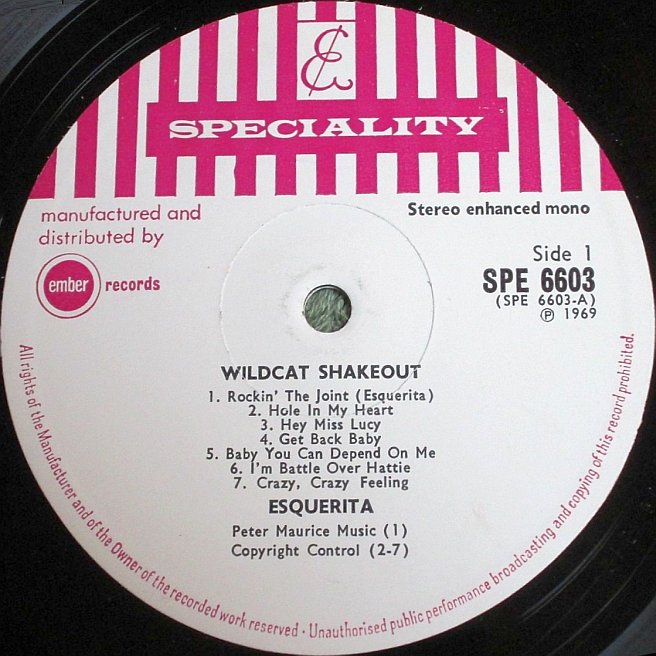 SPECIALITY
manufactured and
distributed by
ember records
Stereo enhanced mono
Side 1
SPE 6603
(SPE 6603-A)
℗ 1969
WILDCAT SHAKEOUT
1. Rockin' The Joint (Esquerita)
2. Hole In My Heart
3. Hey Miss Lucy
4. Get Back Baby
5. Baby You Can Depend On Me
6. I'm Battle Over Hattie
7. Crazy, Crazy Feeling
ESQUERITA
Peter Maurice Music (1)
Copyright Control (2-7)
All rights of the Manufacturer and of the Owner of the recorded work reserved · Unauthorised public performance broadcasting and copying of this record prohibited.